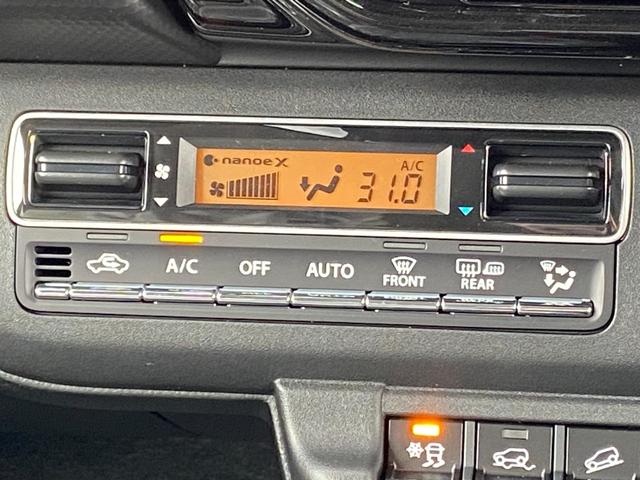 nanoe X
A/C
31.0
A/C OFF AUTO FRONT REAR